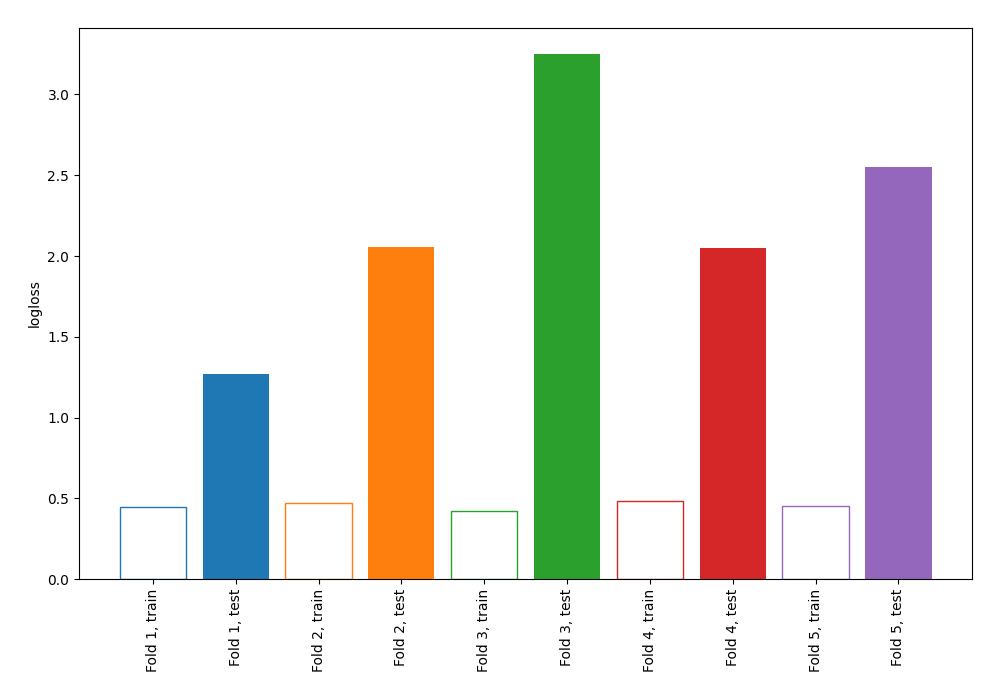 logloss
3.0
2.5
2.0
1.5
1.0
0.5
0.0
Fold 1, train
Fold 1, test
Fold 2, train
Fold 2, test
Fold 3, train
Fold 3, test
Fold 4, train
Fold 4, test
Fold 5, train
Fold 5, test